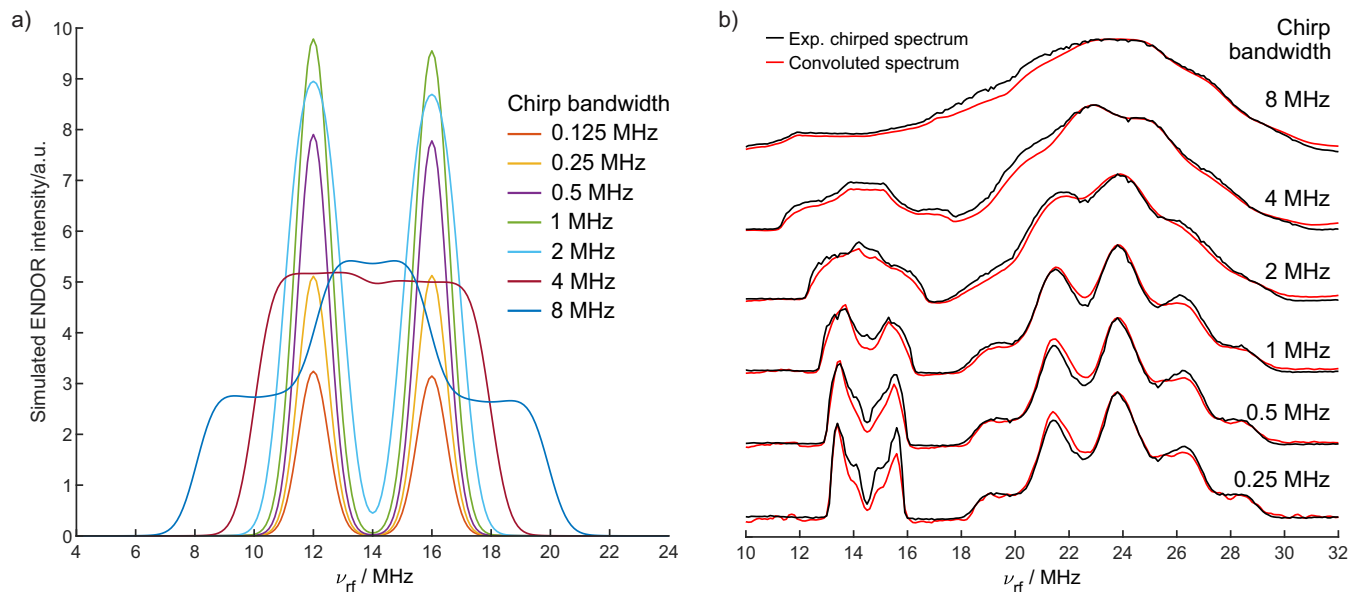 a)
Simulated ENDOR intensity/a.u.
10
9
8
7
6
5
4
3
2
1
0
4
6
8
10
12
14
16
18
20
22
24
ν_rf / MHz
Chirp bandwidth
0.125 MHz
0.25 MHz
0.5 MHz
1 MHz
2 MHz
4 MHz
8 MHz
b)
Exp. chirped spectrum
Convoluted spectrum
Chirp
bandwidth
8 MHz
4 MHz
2 MHz
1 MHz
0.5 MHz
0.25 MHz
10
12
14
16
18
20
22
24
26
28
30
32
ν_rf / MHz